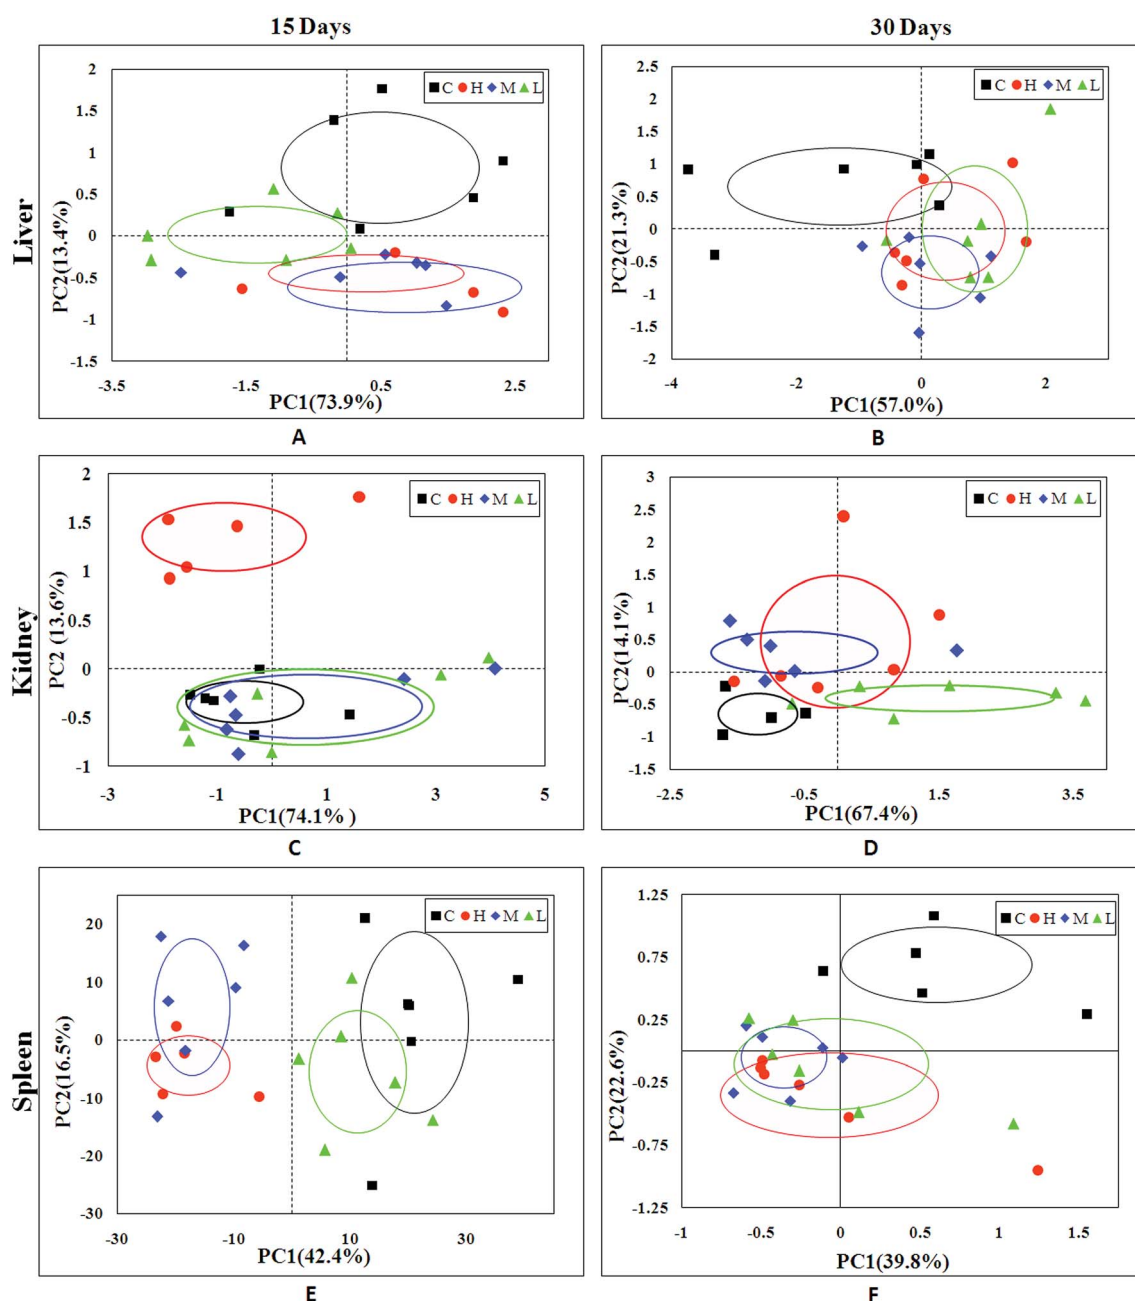 15 Days
30 Days
Liver
C H M L
2
1.5
1
0.5
0
-0.5
-1
-1.5
PC2(13.4%)
-3.5 -1.5 0.5 2.5
PC1(73.9%)
A
C H M L
2.5
2
1.5
1
0.5
0
-0.5
-1
-1.5
-2
PC2(21.3%)
-4 -2 0 2
PC1(57.0%)
B
Kidney
C H M L
2
1.5
1
0.5
0
-0.5
-1
PC2 (13.6%)
-3 -1 1 3 5
PC1(74.1% )
C
C H M L
3
2.5
2
1.5
1
0.5
0
-0.5
-1
-1.5
PC2(14.1%)
-2.5 -0.5 1.5 3.5
PC1(67.4%)
D
Spleen
C H M L
20
10
0
-10
-20
-30
PC2(16.5%)
-30 -10 10 30
PC1(42.4%)
E
C H M L
1.25
0.75
0.25
-0.25
-0.75
-1.25
PC2(22.6%)
-1 -0.5 0 0.5 1 1.5
PC1(39.8%)
F